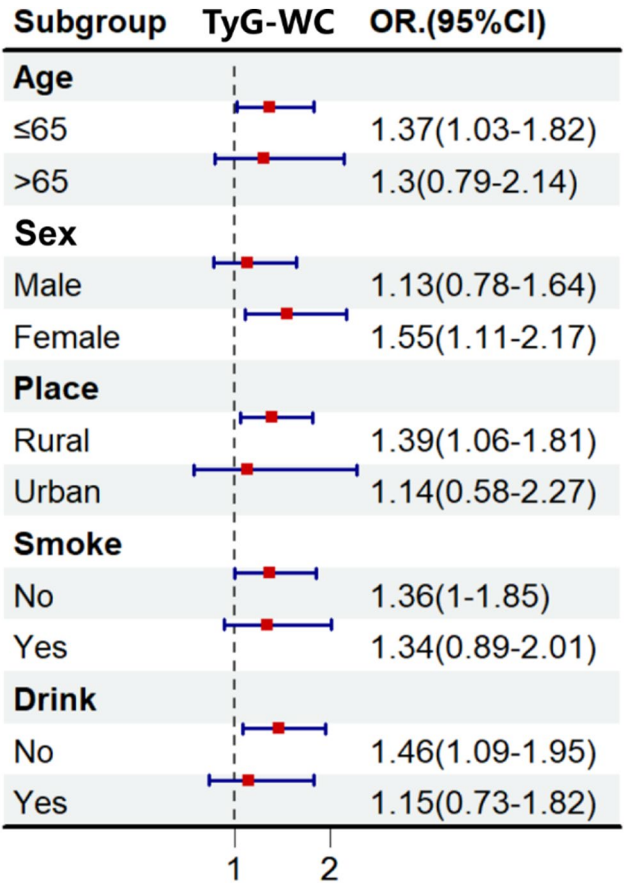 Subgroup TyG-WC OR.(95%CI)
Age
≤65 1.37(1.03-1.82)
>65 1.3(0.79-2.14)
Sex
Male 1.13(0.78-1.64)
Female 1.55(1.11-2.17)
Place
Rural 1.39(1.06-1.81)
Urban 1.14(0.58-2.27)
Smoke
No 1.36(1-1.85)
Yes 1.34(0.89-2.01)
Drink
No 1.46(1.09-1.95)
Yes 1.15(0.73-1.82)
1 2